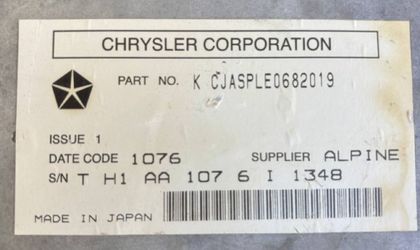 CHRYSLER CORPORATION
PART NO. K CJASPLE0682019
ISSUE 1
DATE CODE 1076 SUPPLIER ALPINE
S/N T H1 AA 107 6 I 1348
MADE IN JAPAN